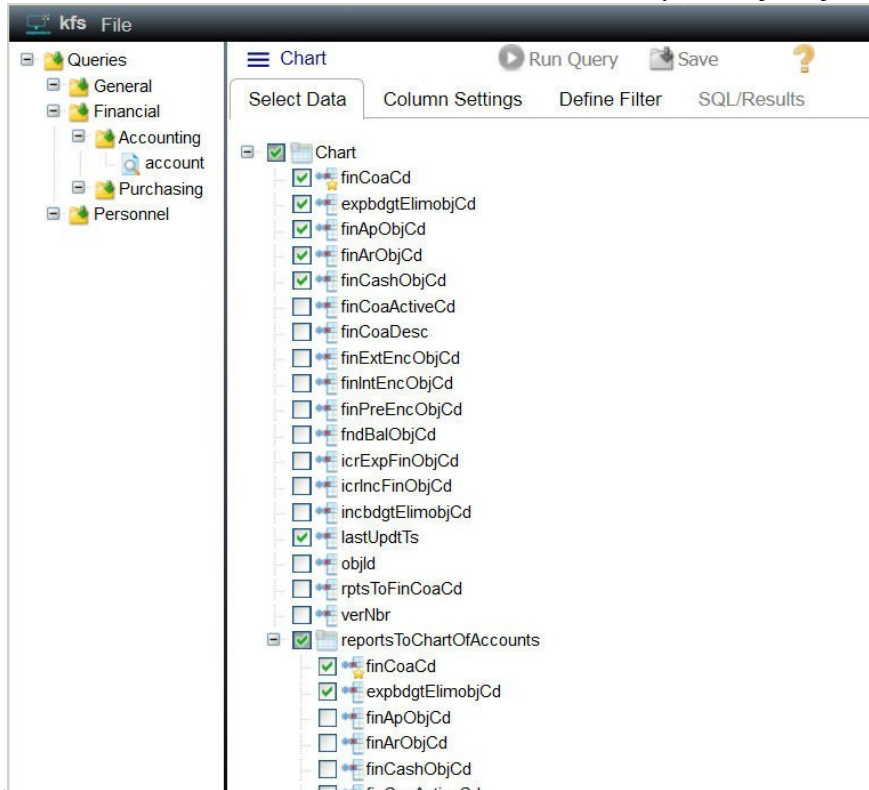 kfs File
Queries
General
Financial
Accounting
account
Purchasing
Personnel
Chart Run Query Save
Select Data Column Settings Define Filter SQL/Results
Chart
finCoaCd
expbdgtElimobjCd
finApObjCd
finArObjCd
finCashObjCd
finCoaActiveCd
finCoaDesc
finExtEncObjCd
finIntEncObjCd
finPreEncObjCd
fndBalObjCd
icrExpFinObjCd
icrIncFinObjCd
incbdgtElimobjCd
lastUpdtTs
objId
rptsToFinCoaCd
verNbr
reportsToChartOfAccounts
finCoaCd
expbdgtElimobjCd
finApObjCd
finArObjCd
finCashObjCd